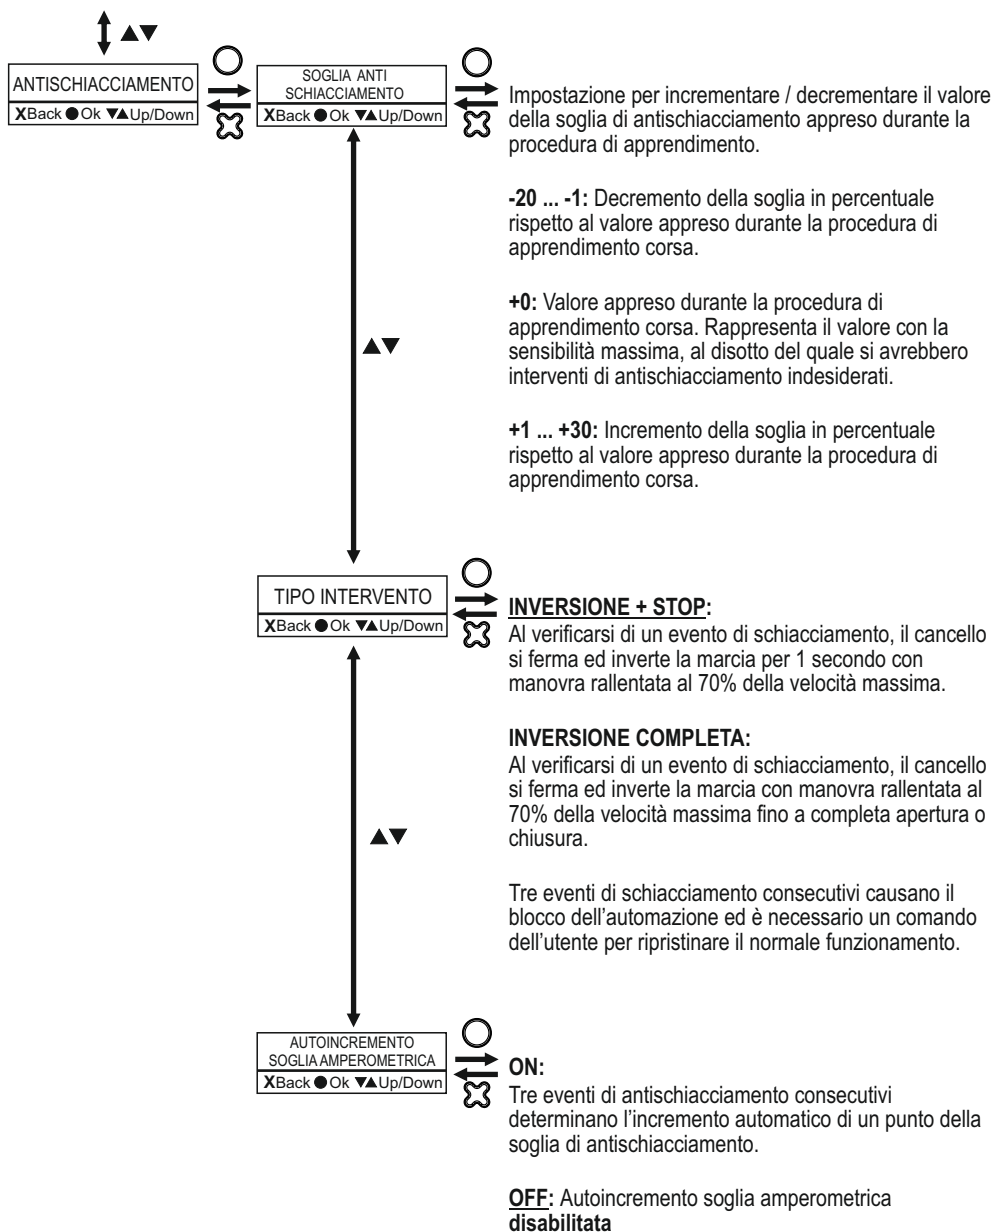 ▲▼
ANTISCHIACCIAMENTO
XBack ●Ok ▼▲Up/Down
SOGLIA ANTI
SCHIACCIAMENTO
XBack ●Ok ▼▲Up/Down
Impostazione per incrementare / decrementare il valore
della soglia di antischiacciamento appreso durante la
procedura di apprendimento.
-20 ... -1: Decremento della soglia in percentuale
rispetto al valore appreso durante la procedura di
apprendimento corsa.
+0: Valore appreso durante la procedura di
apprendimento corsa. Rappresenta il valore con la
sensibilità massima, al disotto del quale si avrebbero
interventi di antischiacciamento indesiderati.
+1 ... +30: Incremento della soglia in percentuale
rispetto al valore appreso durante la procedura di
apprendimento corsa.
▲▼
TIPO INTERVENTO
XBack ●Ok ▼▲Up/Down
INVERSIONE + STOP:
Al verificarsi di un evento di schiacciamento, il cancello
si ferma ed inverte la marcia per 1 secondo con
manovra rallentata al 70% della velocità massima.
INVERSIONE COMPLETA:
Al verificarsi di un evento di schiacciamento, il cancello
si ferma ed inverte la marcia con manovra rallentata al
70% della velocità massima fino a completa apertura o
chiusura.
Tre eventi di schiacciamento consecutivi causano il
blocco dell’automazione ed è necessario un comando
dell’utente per ripristinare il normale funzionamento.
▲▼
AUTOINCREMENTO
SOGLIA AMPEROMETRICA
XBack ●Ok ▼▲Up/Down
ON:
Tre eventi di antischiacciamento consecutivi
determinano l’incremento automatico di un punto della
soglia di antischiacciamento.
OFF: Autoincremento soglia amperometrica
disabilitata